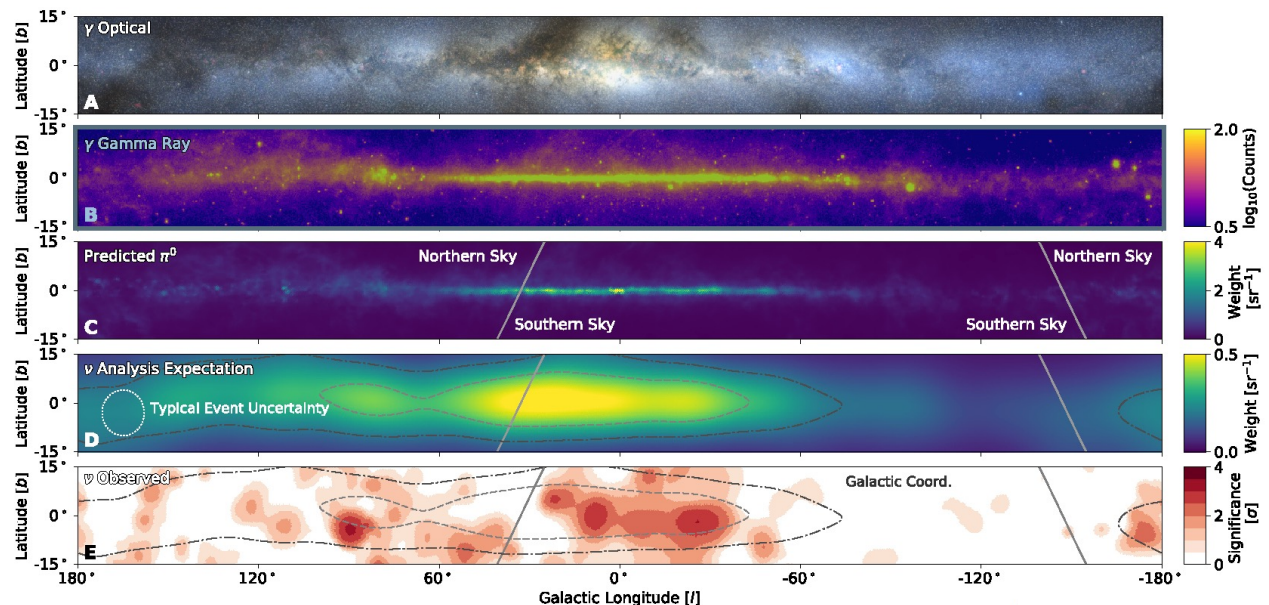 15°
γ Optical
Latitude [b]
0°
-15°
A
15°
γ Gamma Ray
Latitude [b]
0°
-15°
B
2.0
log₁₀(Counts)
0.5
15°
Predicted π⁰
Northern Sky
Northern Sky
Latitude [b]
0°
Southern Sky
Southern Sky
-15°
C
4
2
0
Weight
[sr⁻¹]
15°
ν Analysis Expectation
Latitude [b]
0°
Typical Event Uncertainty
-15°
D
0.5
Weight [sr⁻¹]
0.0
15°
ν Observed
Galactic Coord.
Latitude [b]
0°
-15°
E
4
2
0
Significance
[σ]
180
120°
60°
0°
-60°
-120°
-180°
Galactic Longitude [l]